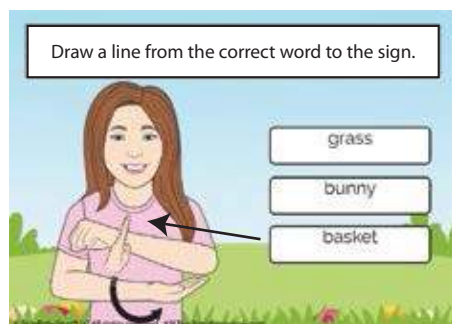 Draw a line from the correct word to the sign.
grass
bunny
basket